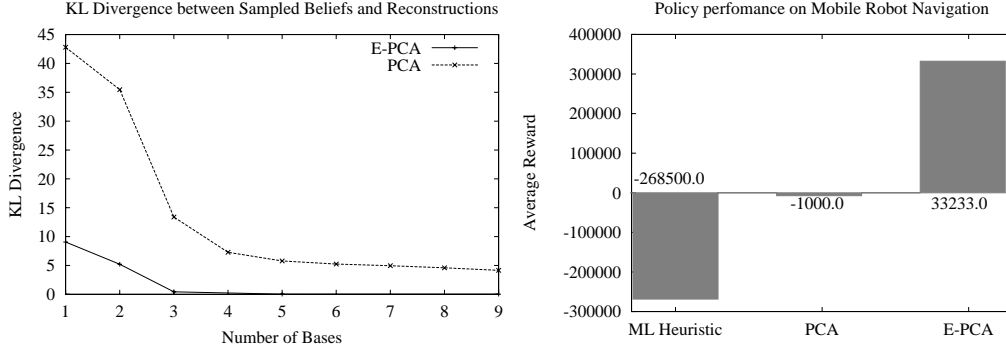 KL Divergence between Sampled Beliefs and Reconstructions
45
40
35
30
25
20
15
10
5
0
KL Divergence
E-PCA
PCA
1 2 3 4 5 6 7 8 9
Number of Bases
Policy perfomance on Mobile Robot Navigation
400000
300000
200000
100000
0
-100000
-200000
-300000
Average Reward
-268500.0
-1000.0
33233.0
ML Heuristic PCA E-PCA